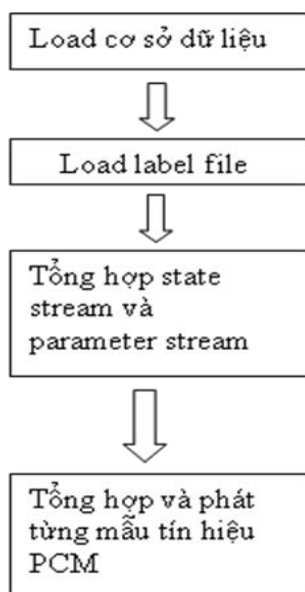 Load cơ sở dữ liệu
Load label file
Tổng hợp state
stream và
parameter stream
Tổng hợp và phát
từng mẫu tín hiệu
PCM